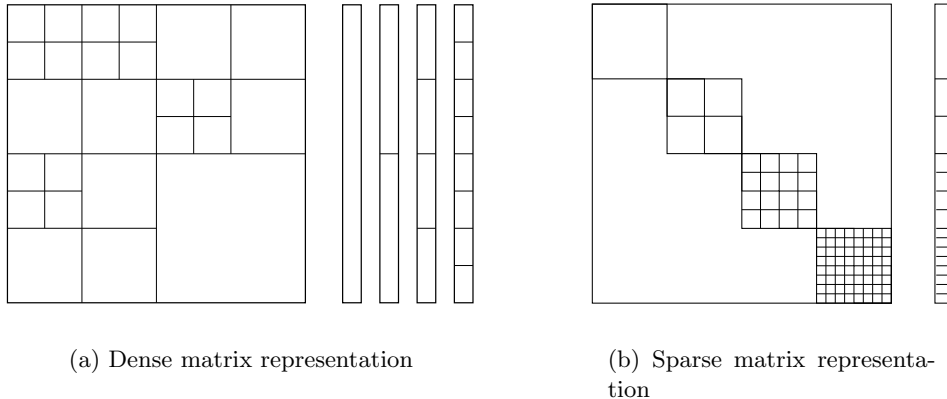 (a) Dense matrix representation
(b) Sparse matrix representa-
tion